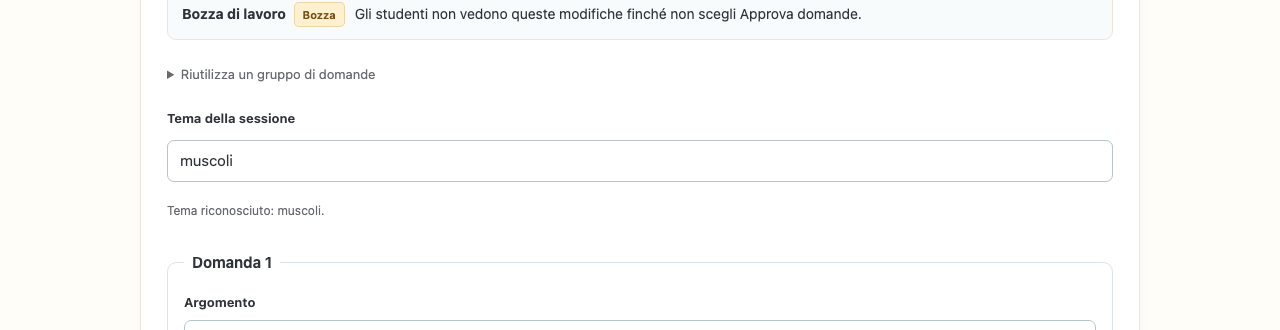 Bozza di lavoro Bozza Gli studenti non vedono queste modifiche finché non scegli Approva domande.
Riutilizza un gruppo di domande
Tema della sessione
muscoli
Tema riconosciuto: muscoli.
Domanda 1
Argomento